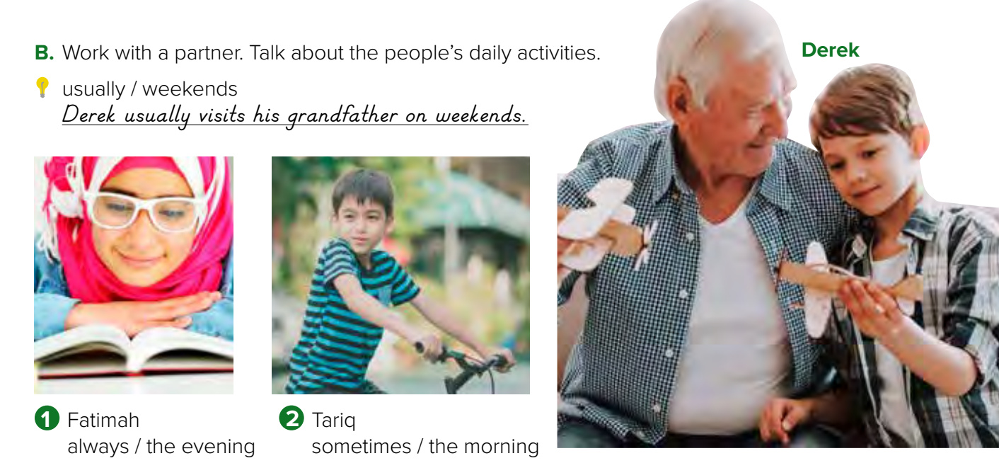 B. Work with a partner. Talk about the people's daily activities.
Derek
usually / weekends
Derek usually visits his grandfather on weekends.
1 Fatimah
always / the evening
2 Tariq
sometimes / the morning